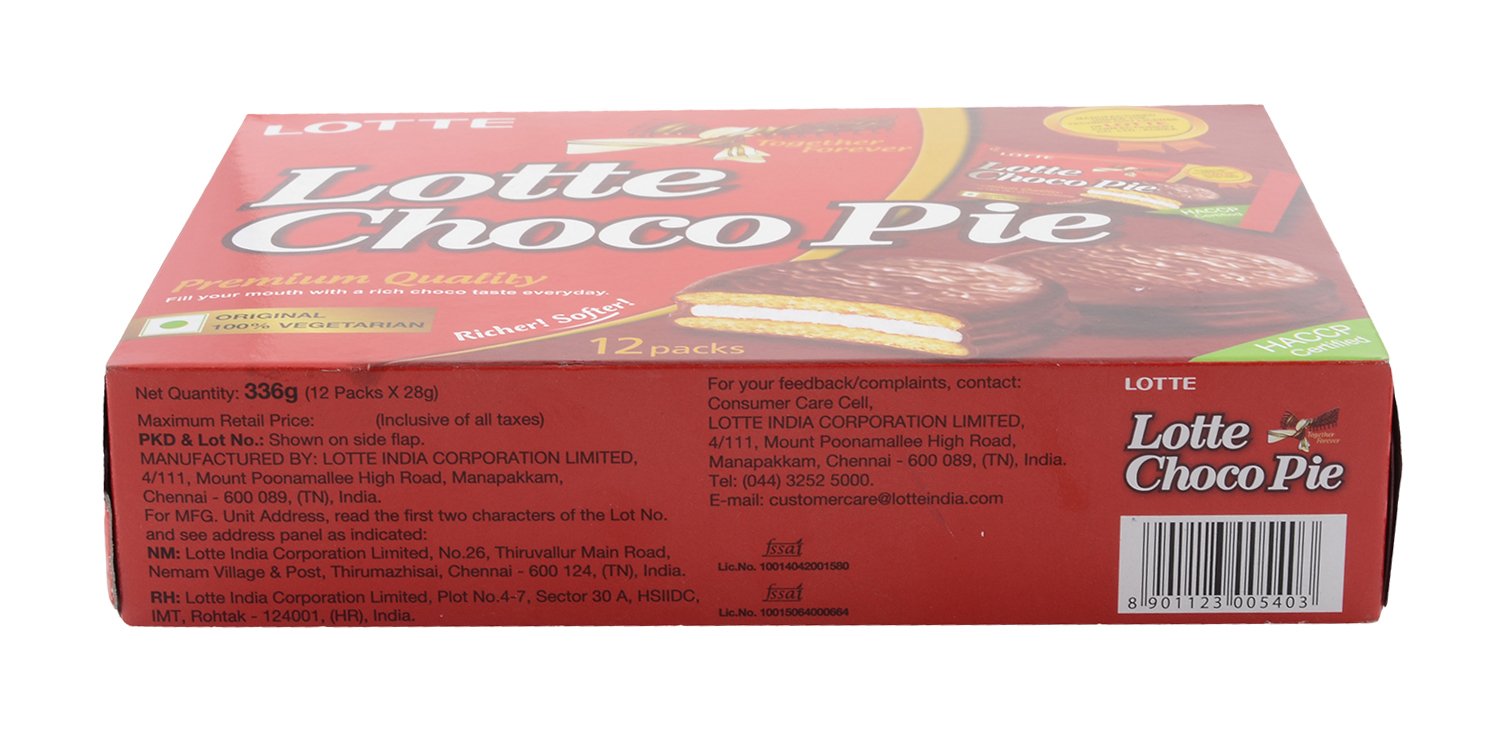 LOTTE
Together
Forever
Lotte
Choco Pie
LOTTE
Lotte
Choco Pie
HACCP
Premium Quality
Fill your mouth with a rich choco taste everyday.
ORIGINAL
100% VEGETARIAN
Richer! Softer!
12 packs
HACCP
Certified
Net Quantity: 336g (12 Packs X 28g)
Maximum Retail Price: (Inclusive of all taxes)
PKD & Lot No.: Shown on side flap.
MANUFACTURED BY: LOTTE INDIA CORPORATION LIMITED,
4/111, Mount Poonamallee High Road, Manapakkam,
Chennai - 600 089, (TN), India.
For MFG. Unit Address, read the first two characters of the Lot No.
and see address panel as indicated:
NM: Lotte India Corporation Limited, No.26, Thiruvallur Main Road,
Nemam Village & Post, Thirumazhisai, Chennai - 600 124, (TN), India.
RH: Lotte India Corporation Limited, Plot No.4-7, Sector 30 A, HSIIDC,
IMT, Rohtak - 124001, (HR), India.
For your feedback/complaints, contact:
Consumer Care Cell,
LOTTE INDIA CORPORATION LIMITED,
4/111, Mount Poonamallee High Road,
Manapakkam, Chennai - 600 089, (TN), India.
Tel: (044) 3252 5000.
E-mail: customercare@lotteindia.com
fssai
Lic.No. 10014042001580
fssai
Lic.No. 10015064000664
LOTTE
Lotte
Choco Pie
Together
Forever
8 901123 005403